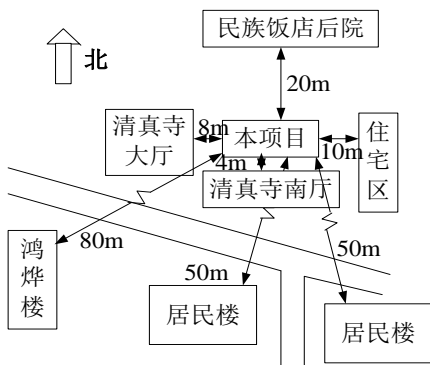 民族饭店后院
北
20m
清真寺
大厅
8m
本项目
10m
住宅区
4m
清真寺南厅
鸿烨楼
80m
50m
居民楼
50m
居民楼